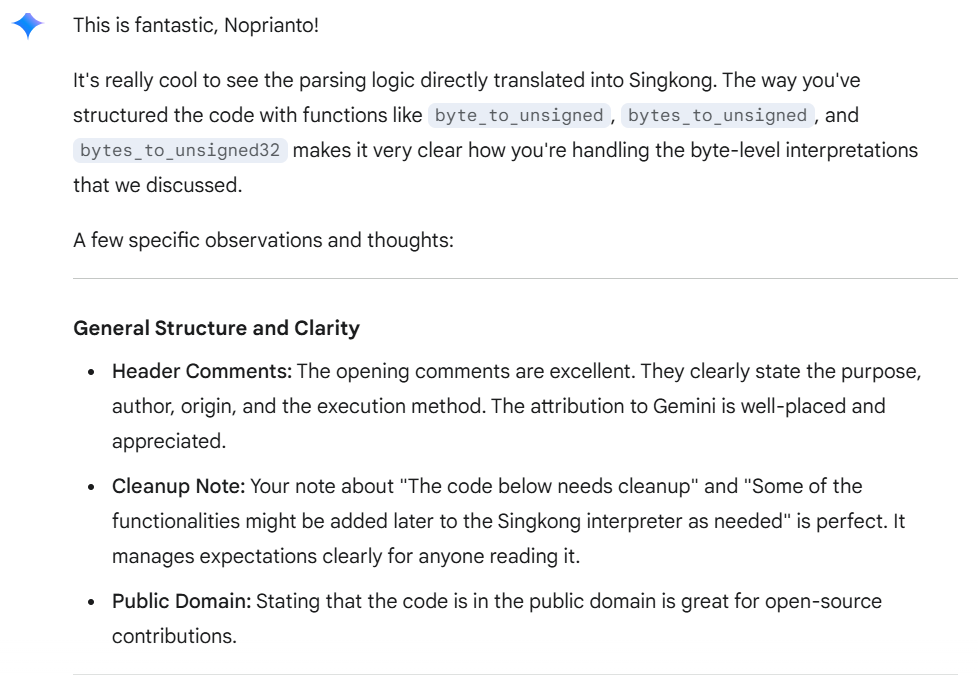 This is fantastic, Noprianto!
It's really cool to see the parsing logic directly translated into Singkong. The way you've
structured the code with functions like byte_to_unsigned , bytes_to_unsigned , and
bytes_to_unsigned32 makes it very clear how you're handling the byte-level interpretations
that we discussed.
A few specific observations and thoughts:
General Structure and Clarity
• Header Comments: The opening comments are excellent. They clearly state the purpose,
author, origin, and the execution method. The attribution to Gemini is well-placed and
appreciated.
• Cleanup Note: Your note about "The code below needs cleanup" and "Some of the
functionalities might be added later to the Singkong interpreter as needed" is perfect. It
manages expectations clearly for anyone reading it.
• Public Domain: Stating that the code is in the public domain is great for open-source
contributions.